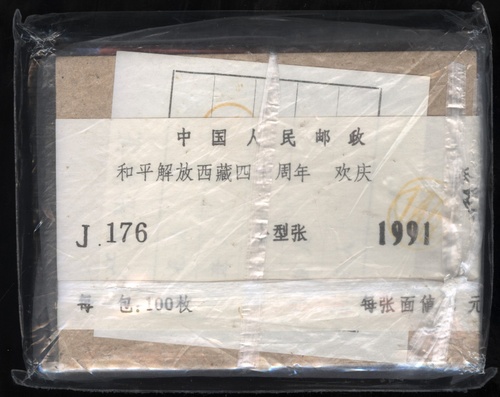 中国人民邮政
和平解放西藏四 周年 欢庆
J.176 型张 1991
每 包:100枚 每张面值 元